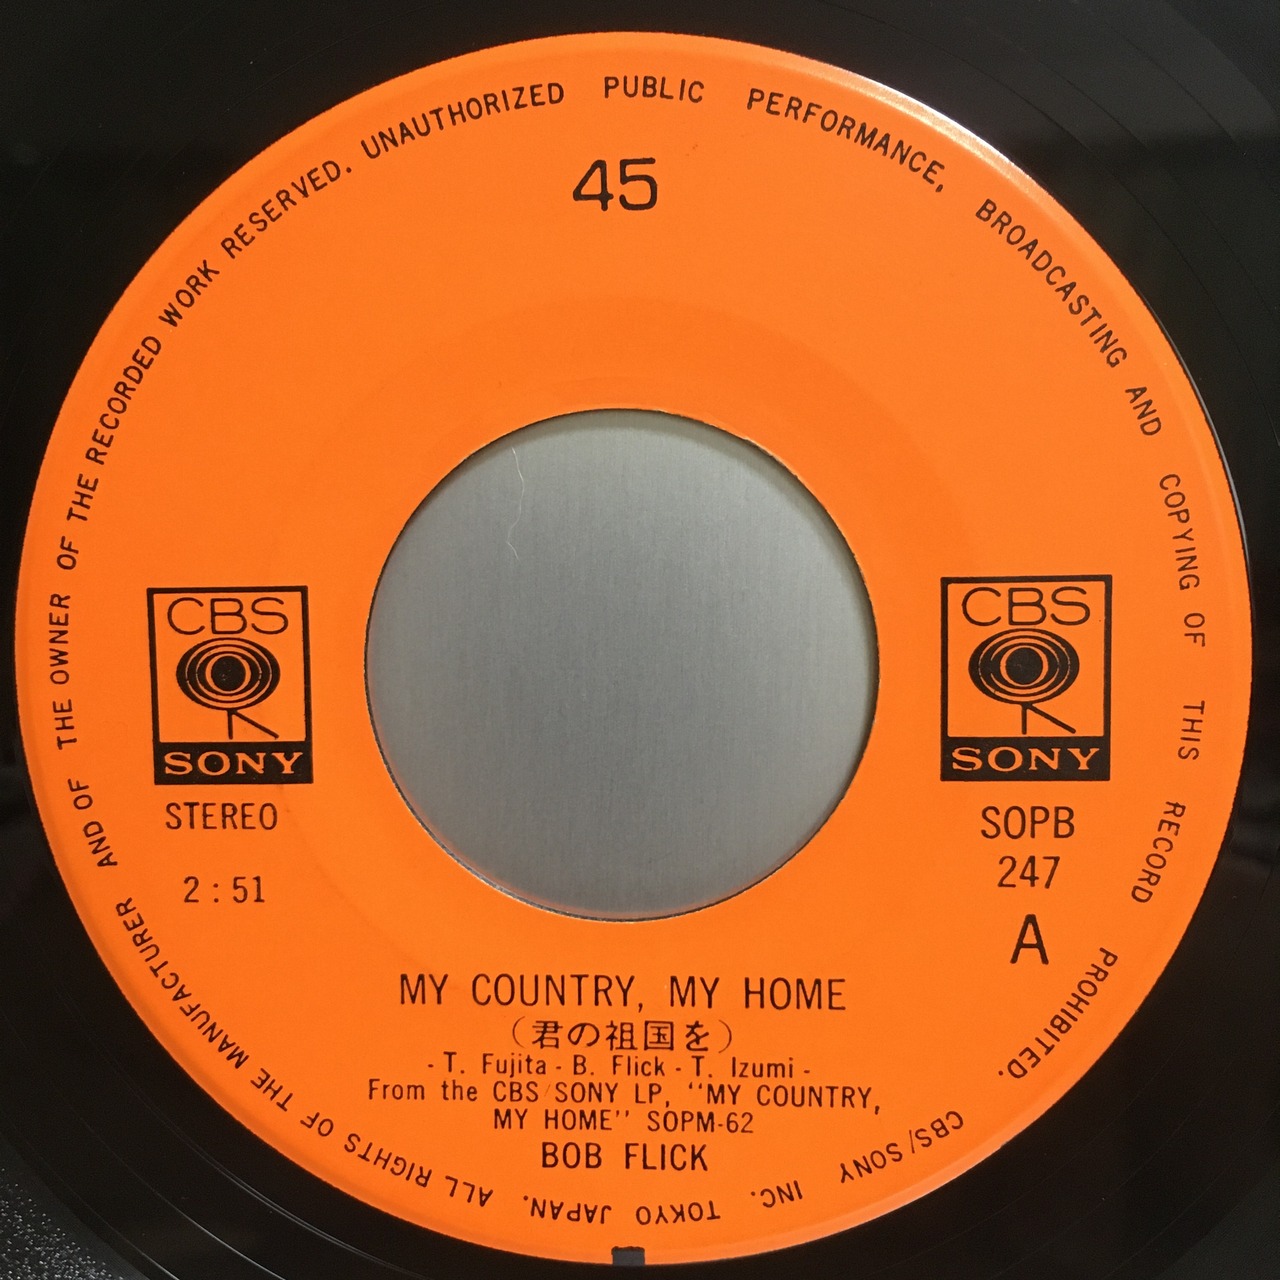 45
CBS
SONY
STEREO
2:51
CBS
SONY
SOPB
247
A
MY COUNTRY, MY HOME
(君の祖国を)
- T. Fujita - B. Flick - T. Izumi -
From the CBS/SONY LP, "MY COUNTRY,
MY HOME" SOPM-62
BOB FLICK
ALL RIGHTS OF THE MANUFACTURER AND OF THE OWNER OF THE RECORDED WORK RESERVED. UNAUTHORIZED PUBLIC PERFORMANCE, BROADCASTING AND COPYING OF THIS RECORD PROHIBITED.
CBS/SONY INC. TOKYO JAPAN.